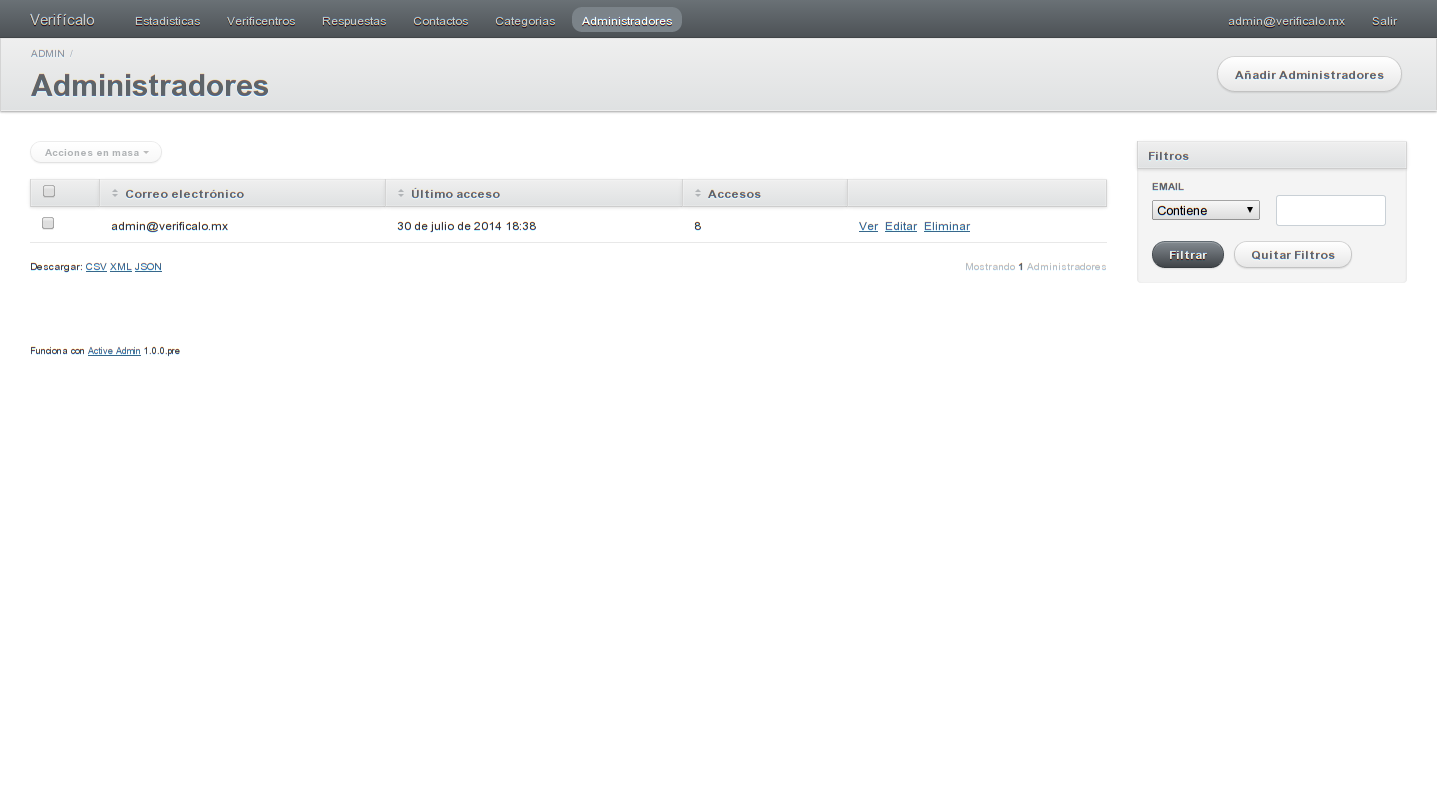 Verifícalo Estadisticas Verificentros Respuestas Contactos Categorias Administradores admin@verificalo.mx Salir
ADMIN /
Administradores
Añadir Administradores
Acciones en masa
Correo electrónico Último acceso Accesos
admin@verificalo.mx 30 de julio de 2014 18:38 8 Ver Editar Eliminar
Descargar: CSV XML JSON
Mostrando 1 Administradores
Filtros
EMAIL
Contiene
Filtrar Quitar Filtros
Funciona con Active Admin 1.0.0.pre